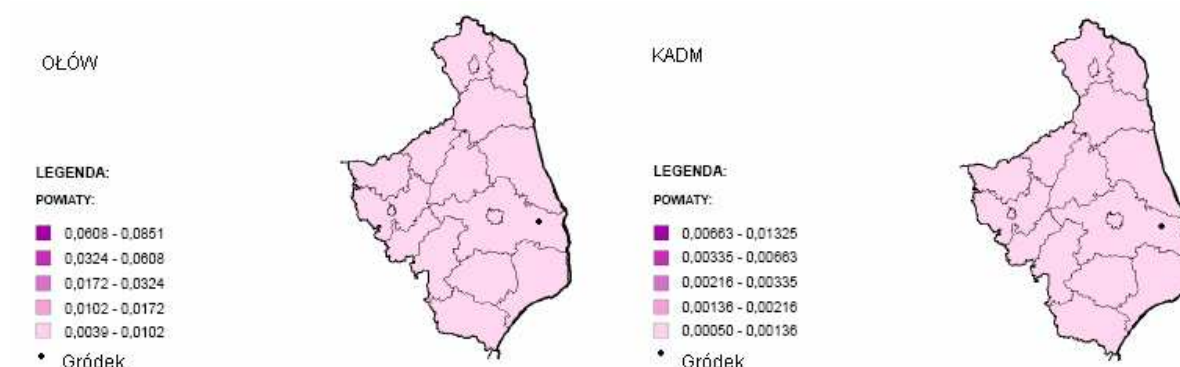 OŁÓW
LEGENDA:
POWIATY:
0,0608 - 0,0851
0,0324 - 0,0608
0,0172 - 0,0324
0,0102 - 0,0172
0,0039 - 0,0102
Gródek
KADM
LEGENDA:
POWIATY:
0,00663 - 0,01325
0,00335 - 0,00663
0,00216 - 0,00335
0,00136 - 0,00216
0,00050 - 0,00136
Gródek